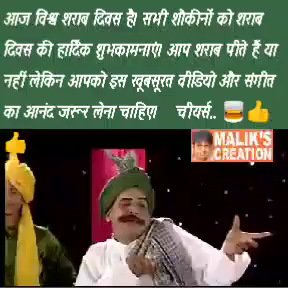 आज विश्व शराब दिवस है। सभी शौकीनों को शराब
दिवस की हार्दिक शुभकामनाएं। आप शराब पीते हैं या
नहीं लेकिन आपको इस खूबसूरत वीडियो और संगीत
का आनंद जरूर लेना चाहिए। चीयर्स.. 🥃👍
MALIK'S
CREATION